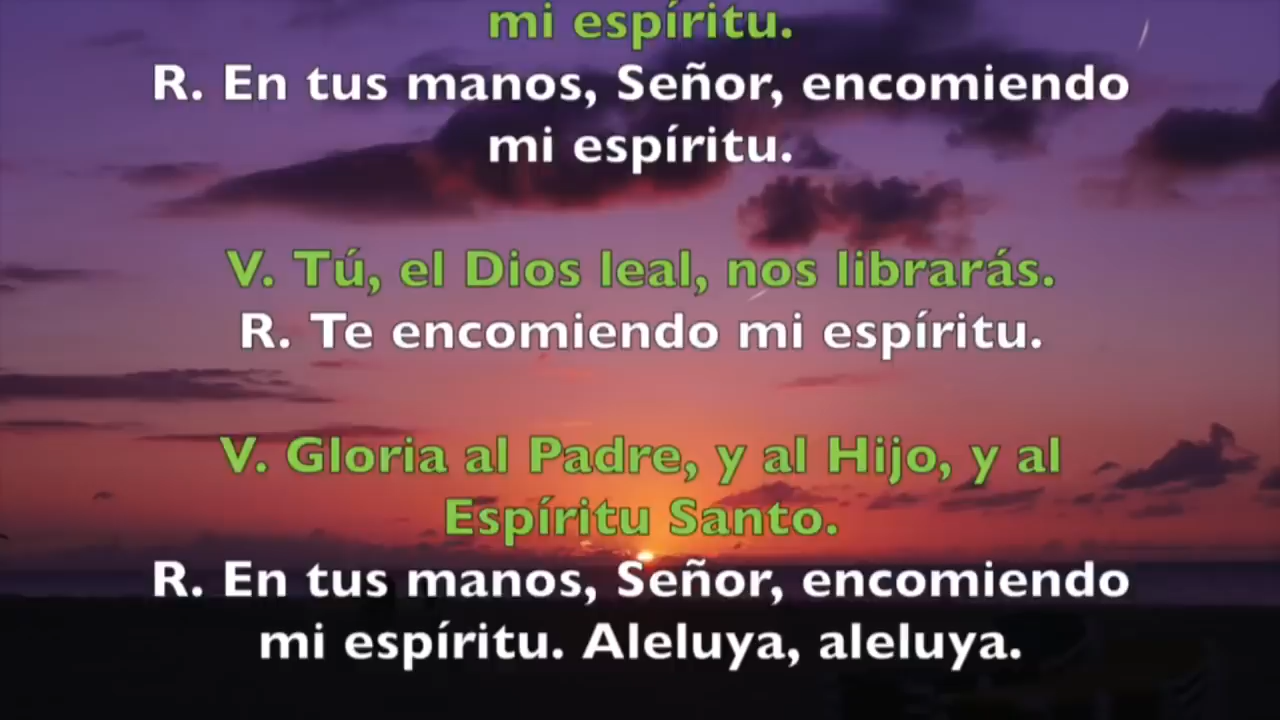 mi espíritu.
R. En tus manos, Señor, encomiendo
mi espíritu.
V. Tú, el Dios leal, nos librarás.
R. Te encomiendo mi espíritu.
V. Gloria al Padre, y al Hijo, y al
Espíritu Santo.
R. En tus manos, Señor, encomiendo
mi espíritu. Aleluya, aleluya.